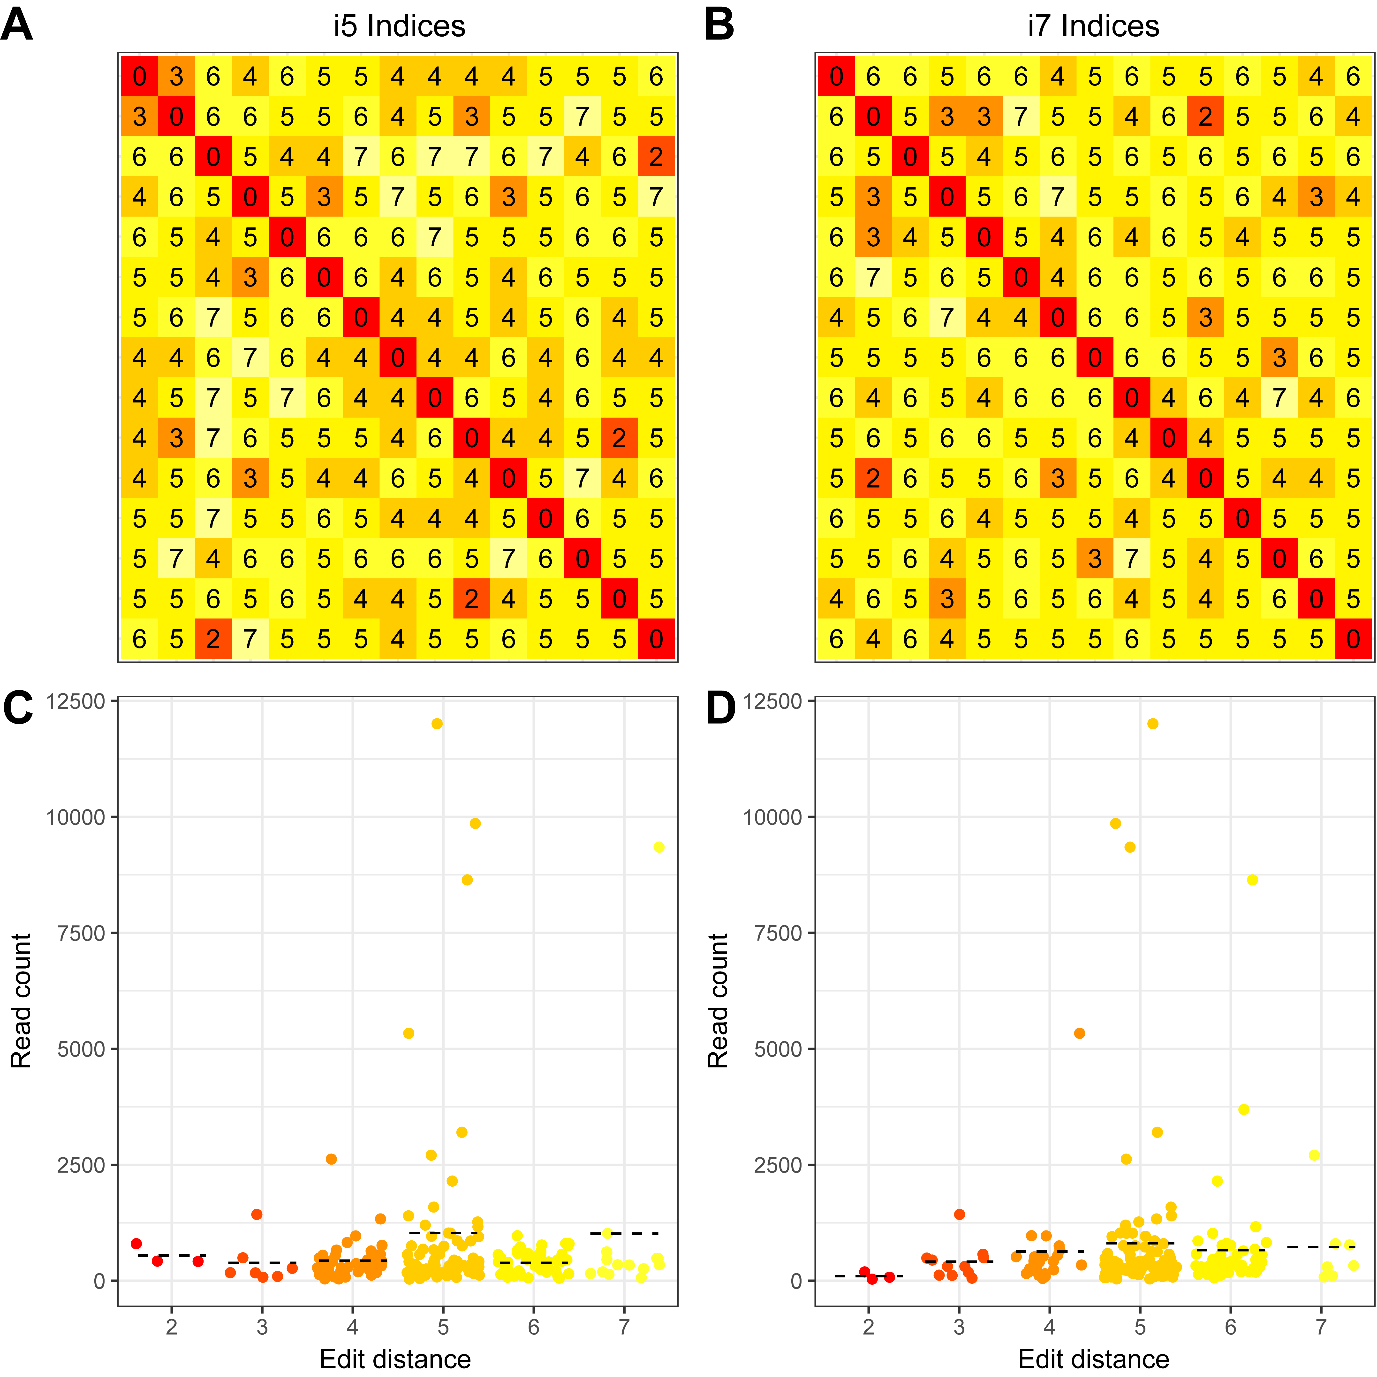 A i5 Indices B i7 Indices
0 3 6 4 6 5 5 4 4 4 4 5 5 5 6
3 0 6 6 5 5 6 4 5 3 5 5 7 5 5
6 6 0 5 4 4 7 6 7 7 6 7 4 6 2
4 6 5 0 5 3 5 7 5 6 3 5 6 5 7
6 5 4 5 0 6 6 6 7 5 5 5 6 6 5
5 5 4 3 6 0 6 4 6 5 4 6 5 5 5
5 6 7 5 6 6 0 4 4 5 4 5 6 4 5
4 4 6 7 6 4 4 0 4 4 6 4 6 4 4
4 5 7 5 7 6 4 4 0 6 5 4 6 5 5
4 3 7 6 5 5 5 4 6 0 4 4 5 2 5
4 5 6 3 5 4 4 6 5 4 0 5 7 4 6
5 5 7 5 5 6 5 4 4 4 5 0 6 5 5
5 7 4 6 6 5 6 6 6 5 7 6 0 5 5
5 5 6 5 6 5 4 4 5 2 4 5 5 0 5
6 5 2 7 5 5 5 4 5 5 6 5 5 5 0
0 6 6 5 6 6 4 5 6 5 5 6 5 4 6
6 0 5 3 3 7 5 5 4 6 2 5 5 6 4
6 5 0 5 4 5 6 5 6 5 6 5 6 5 6
5 3 5 0 5 6 7 5 5 6 5 6 4 3 4
6 3 4 5 0 5 4 6 4 6 5 4 5 5 5
6 7 5 6 5 0 4 6 6 5 6 5 6 6 5
4 5 6 7 4 4 0 6 6 5 3 5 5 5 5
5 5 5 5 6 6 6 0 6 6 5 5 3 6 5
6 4 6 5 4 6 6 6 0 4 6 4 7 4 6
5 6 5 6 6 5 5 6 4 0 4 5 5 5 5
5 2 6 5 5 6 3 5 6 4 0 5 4 4 5
6 5 5 6 4 5 5 5 4 5 5 0 5 5 5
5 5 6 4 5 6 5 3 7 5 4 5 0 6 5
4 6 5 3 5 6 5 6 4 5 4 5 6 0 5
6 4 6 4 5 5 5 5 6 5 5 5 5 5 0
C
12500
10000
7500
5000
2500
0
Read count
2 3 4 5 6 7
Edit distance
D
12500
10000
7500
5000
2500
0
Read count
2 3 4 5 6 7
Edit distance